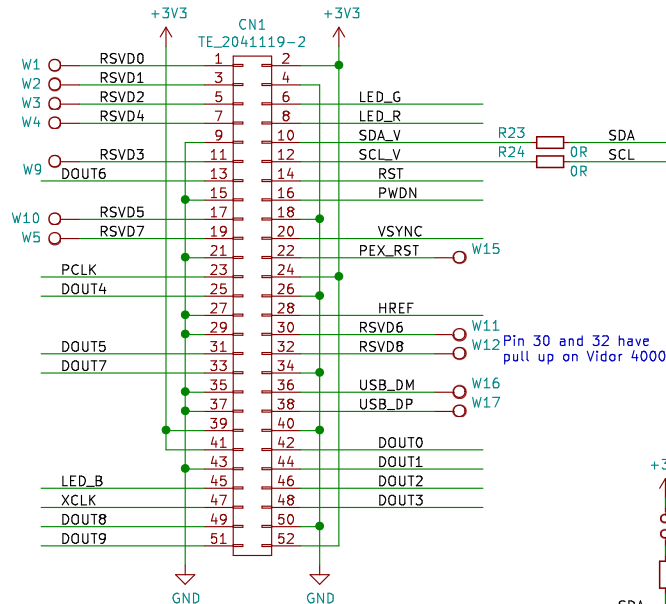 +3V3 +3V3
CN1
TE_2041119-2
W1 RSVD0 1 2
W2 RSVD1 3 4
W3 RSVD2 5 6 LED_G
W4 RSVD4 7 8 LED_R
9 10 SDA_V R23 0R SDA
W9 RSVD3 11 12 SCL_V R24 0R SCL
DOUT6 13 14 RST
15 16 PWDN
W10 RSVD5 17 18
W5 RSVD7 19 20 VSYNC
21 22 PEX_RST W15
PCLK 23 24
DOUT4 25 26
27 28 HREF
29 30 RSVD6 W11
DOUT5 31 32 RSVD8 W12
Pin 30 and 32 have
pull up on Vidor 4000
DOUT7 33 34
35 36 USB_DM W16
37 38 USB_DP W17
39 40
41 42 DOUT0
43 44 DOUT1
LED_B 45 46 DOUT2
XCLK 47 48 DOUT3
DOUT8 49 50
DOUT9 51 52
GND GND
+3
SDA